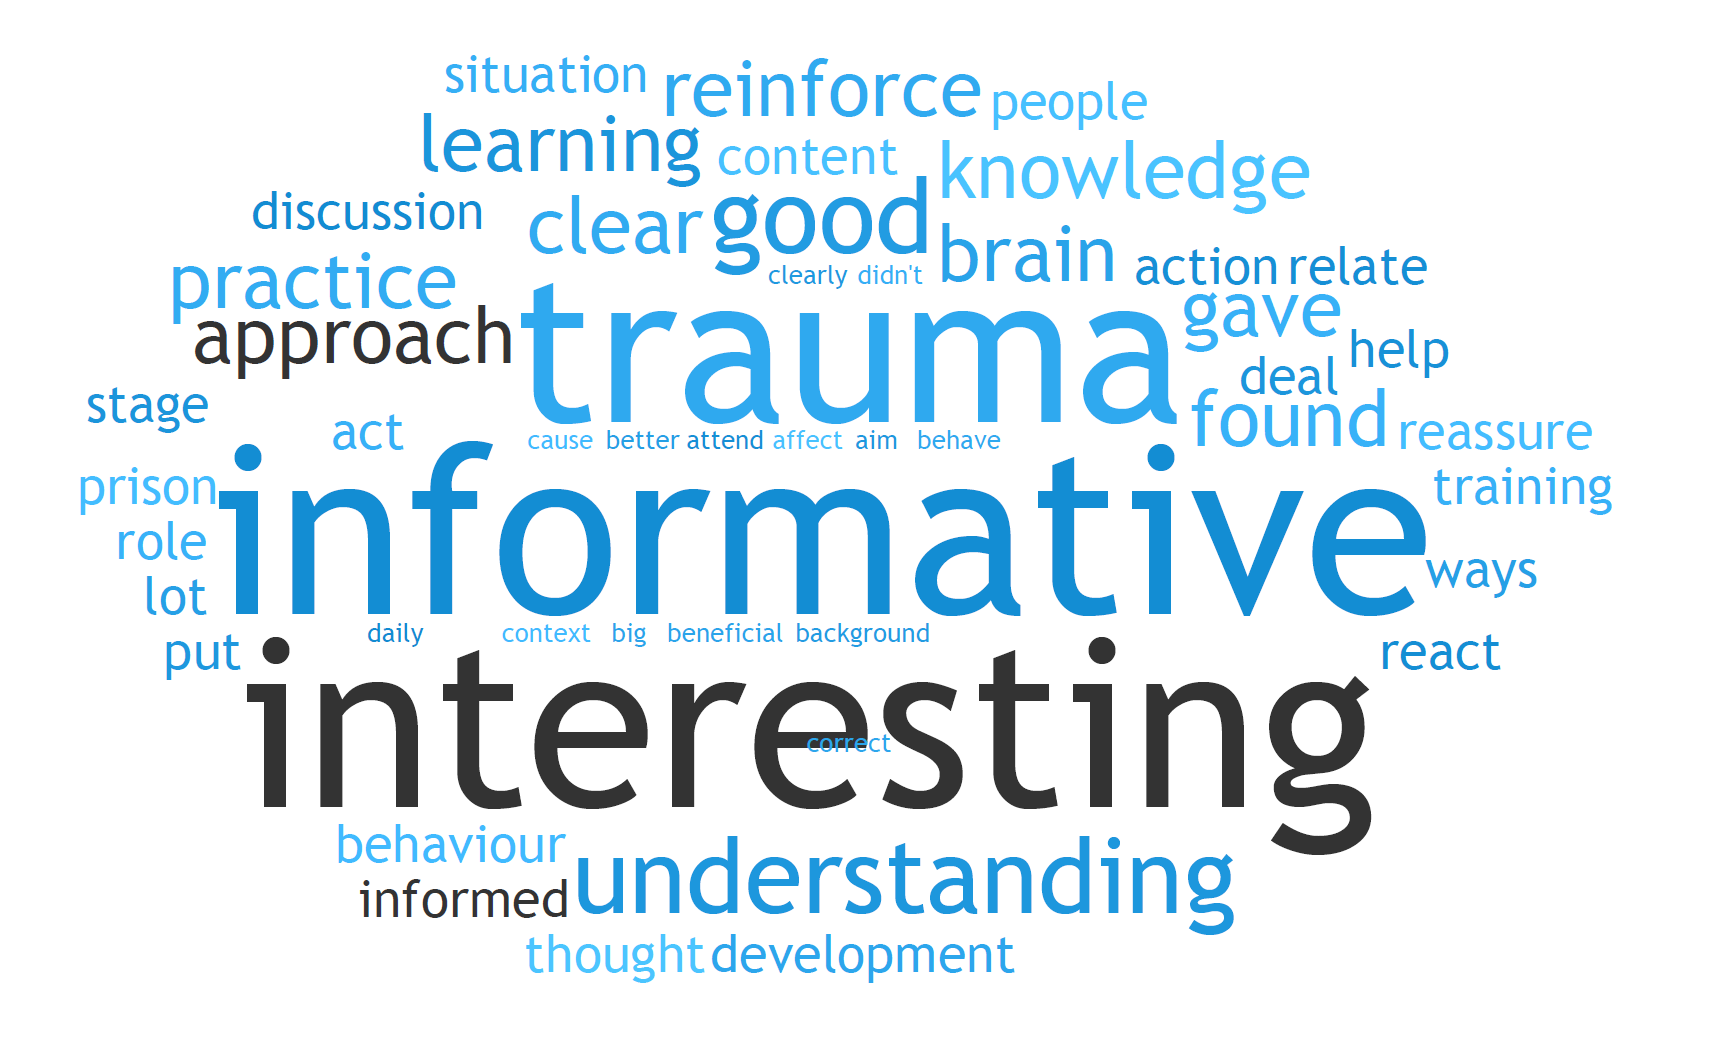 situation reinforce people
learning content knowledge
discussion clear good brain
practice clearly didn't action relate
approach trauma gave
help
deal
stage found
act cause better attend affect aim behave reassure
prison informative training
role
lot ways
put daily context big beneficial background react
interesting
correct
behaviour understanding
informed
thought development